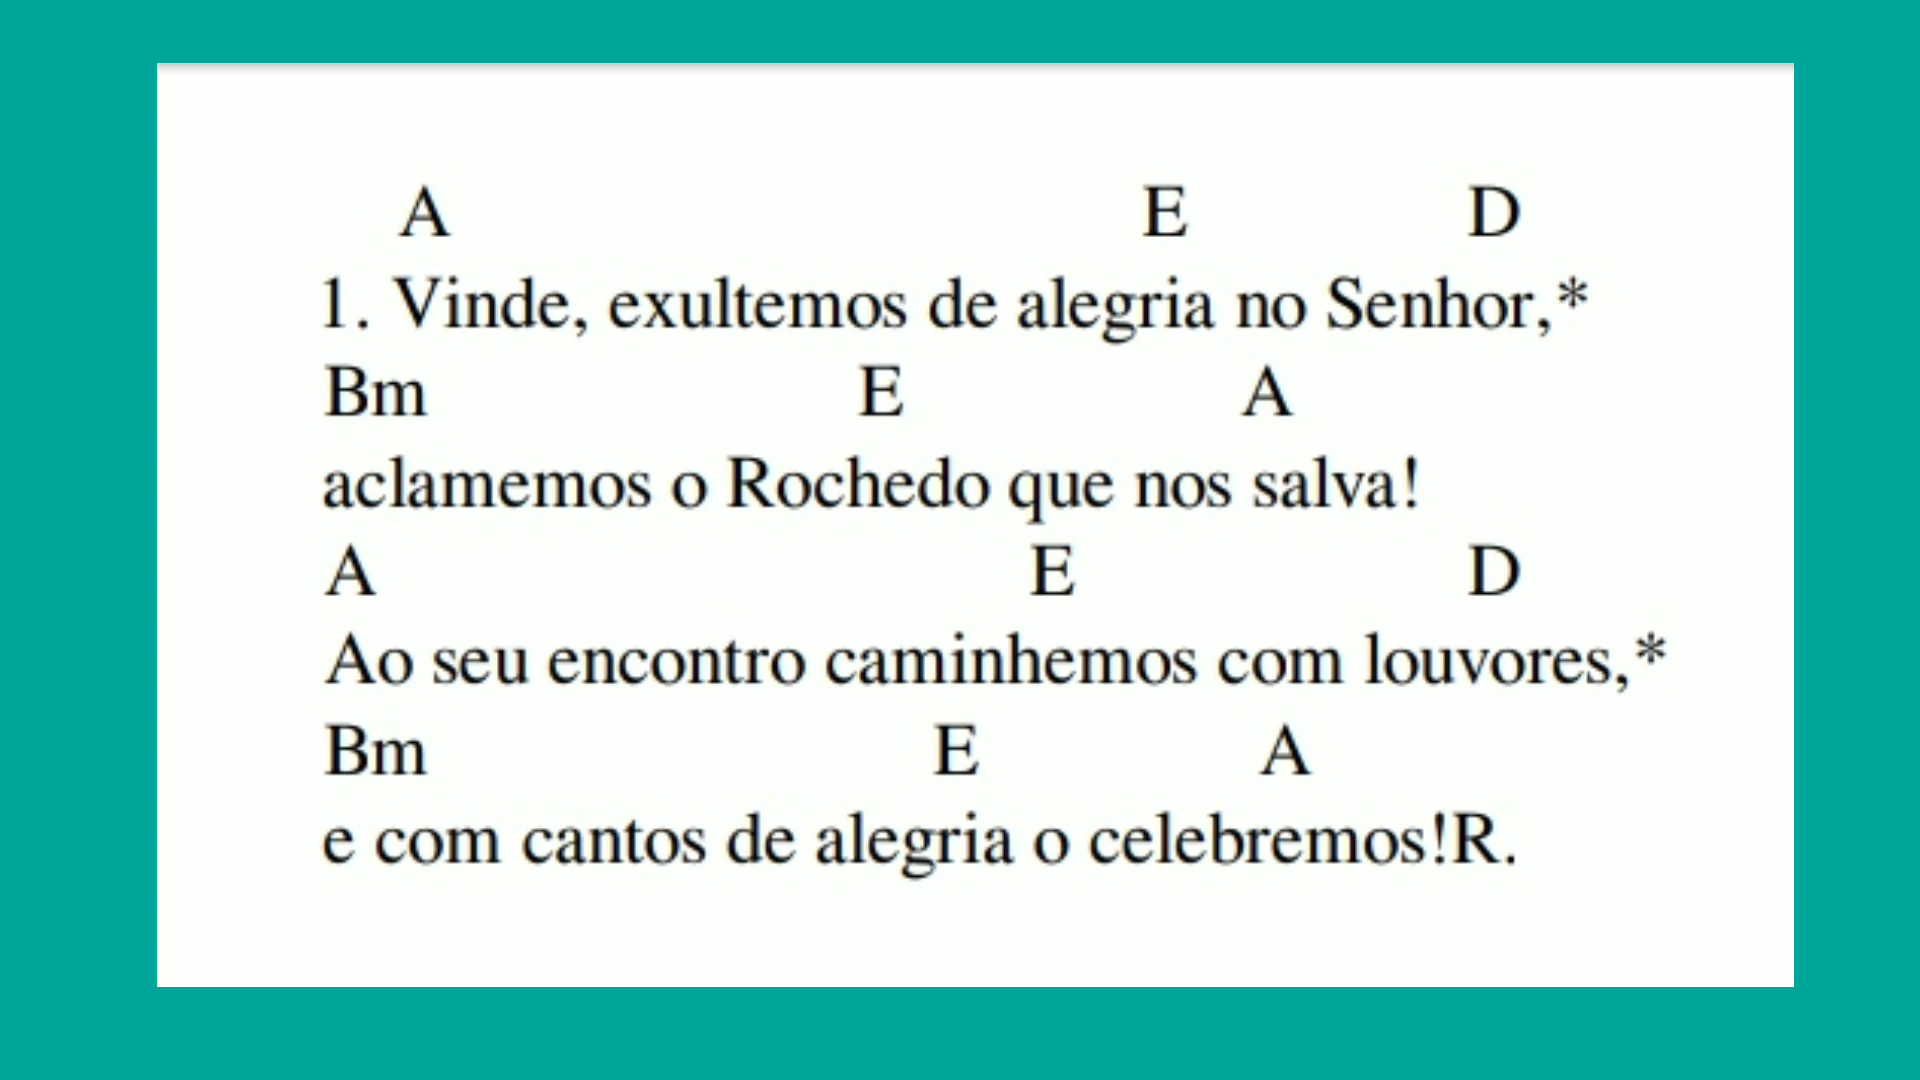 A E D
1. Vinde, exultemos de alegria no Senhor,*
Bm E A
aclamemos o Rochedo que nos salva!
A E D
Ao seu encontro caminhemos com louvores,*
Bm E A
e com cantos de alegria o celebremos!R.